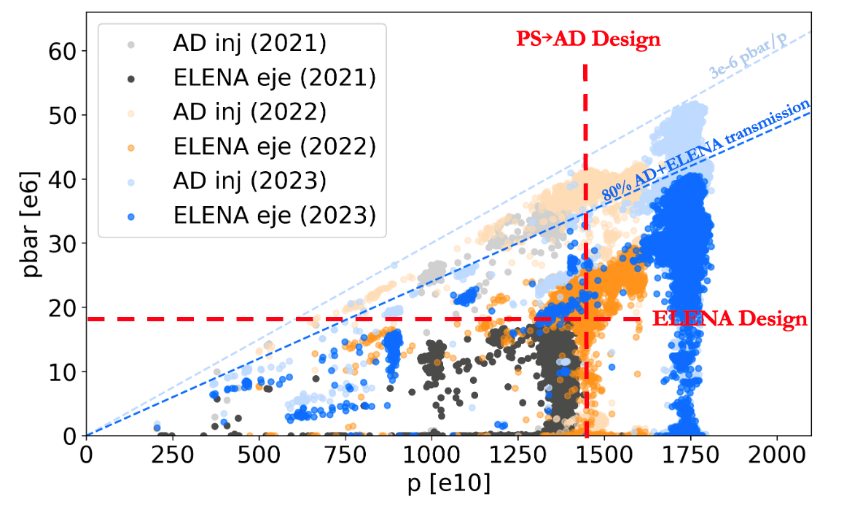 PS→AD Design
3e-6 pbar/p
AD inj (2021)
ELENA eje (2021)
AD inj (2022)
ELENA eje (2022)
AD inj (2023)
ELENA eje (2023)
80% AD+ELENA transmission
ELENA Design
pbar [e6]
60
50
40
30
20
10
0
0 250 500 750 1000 1250 1500 1750 2000
p [e10]